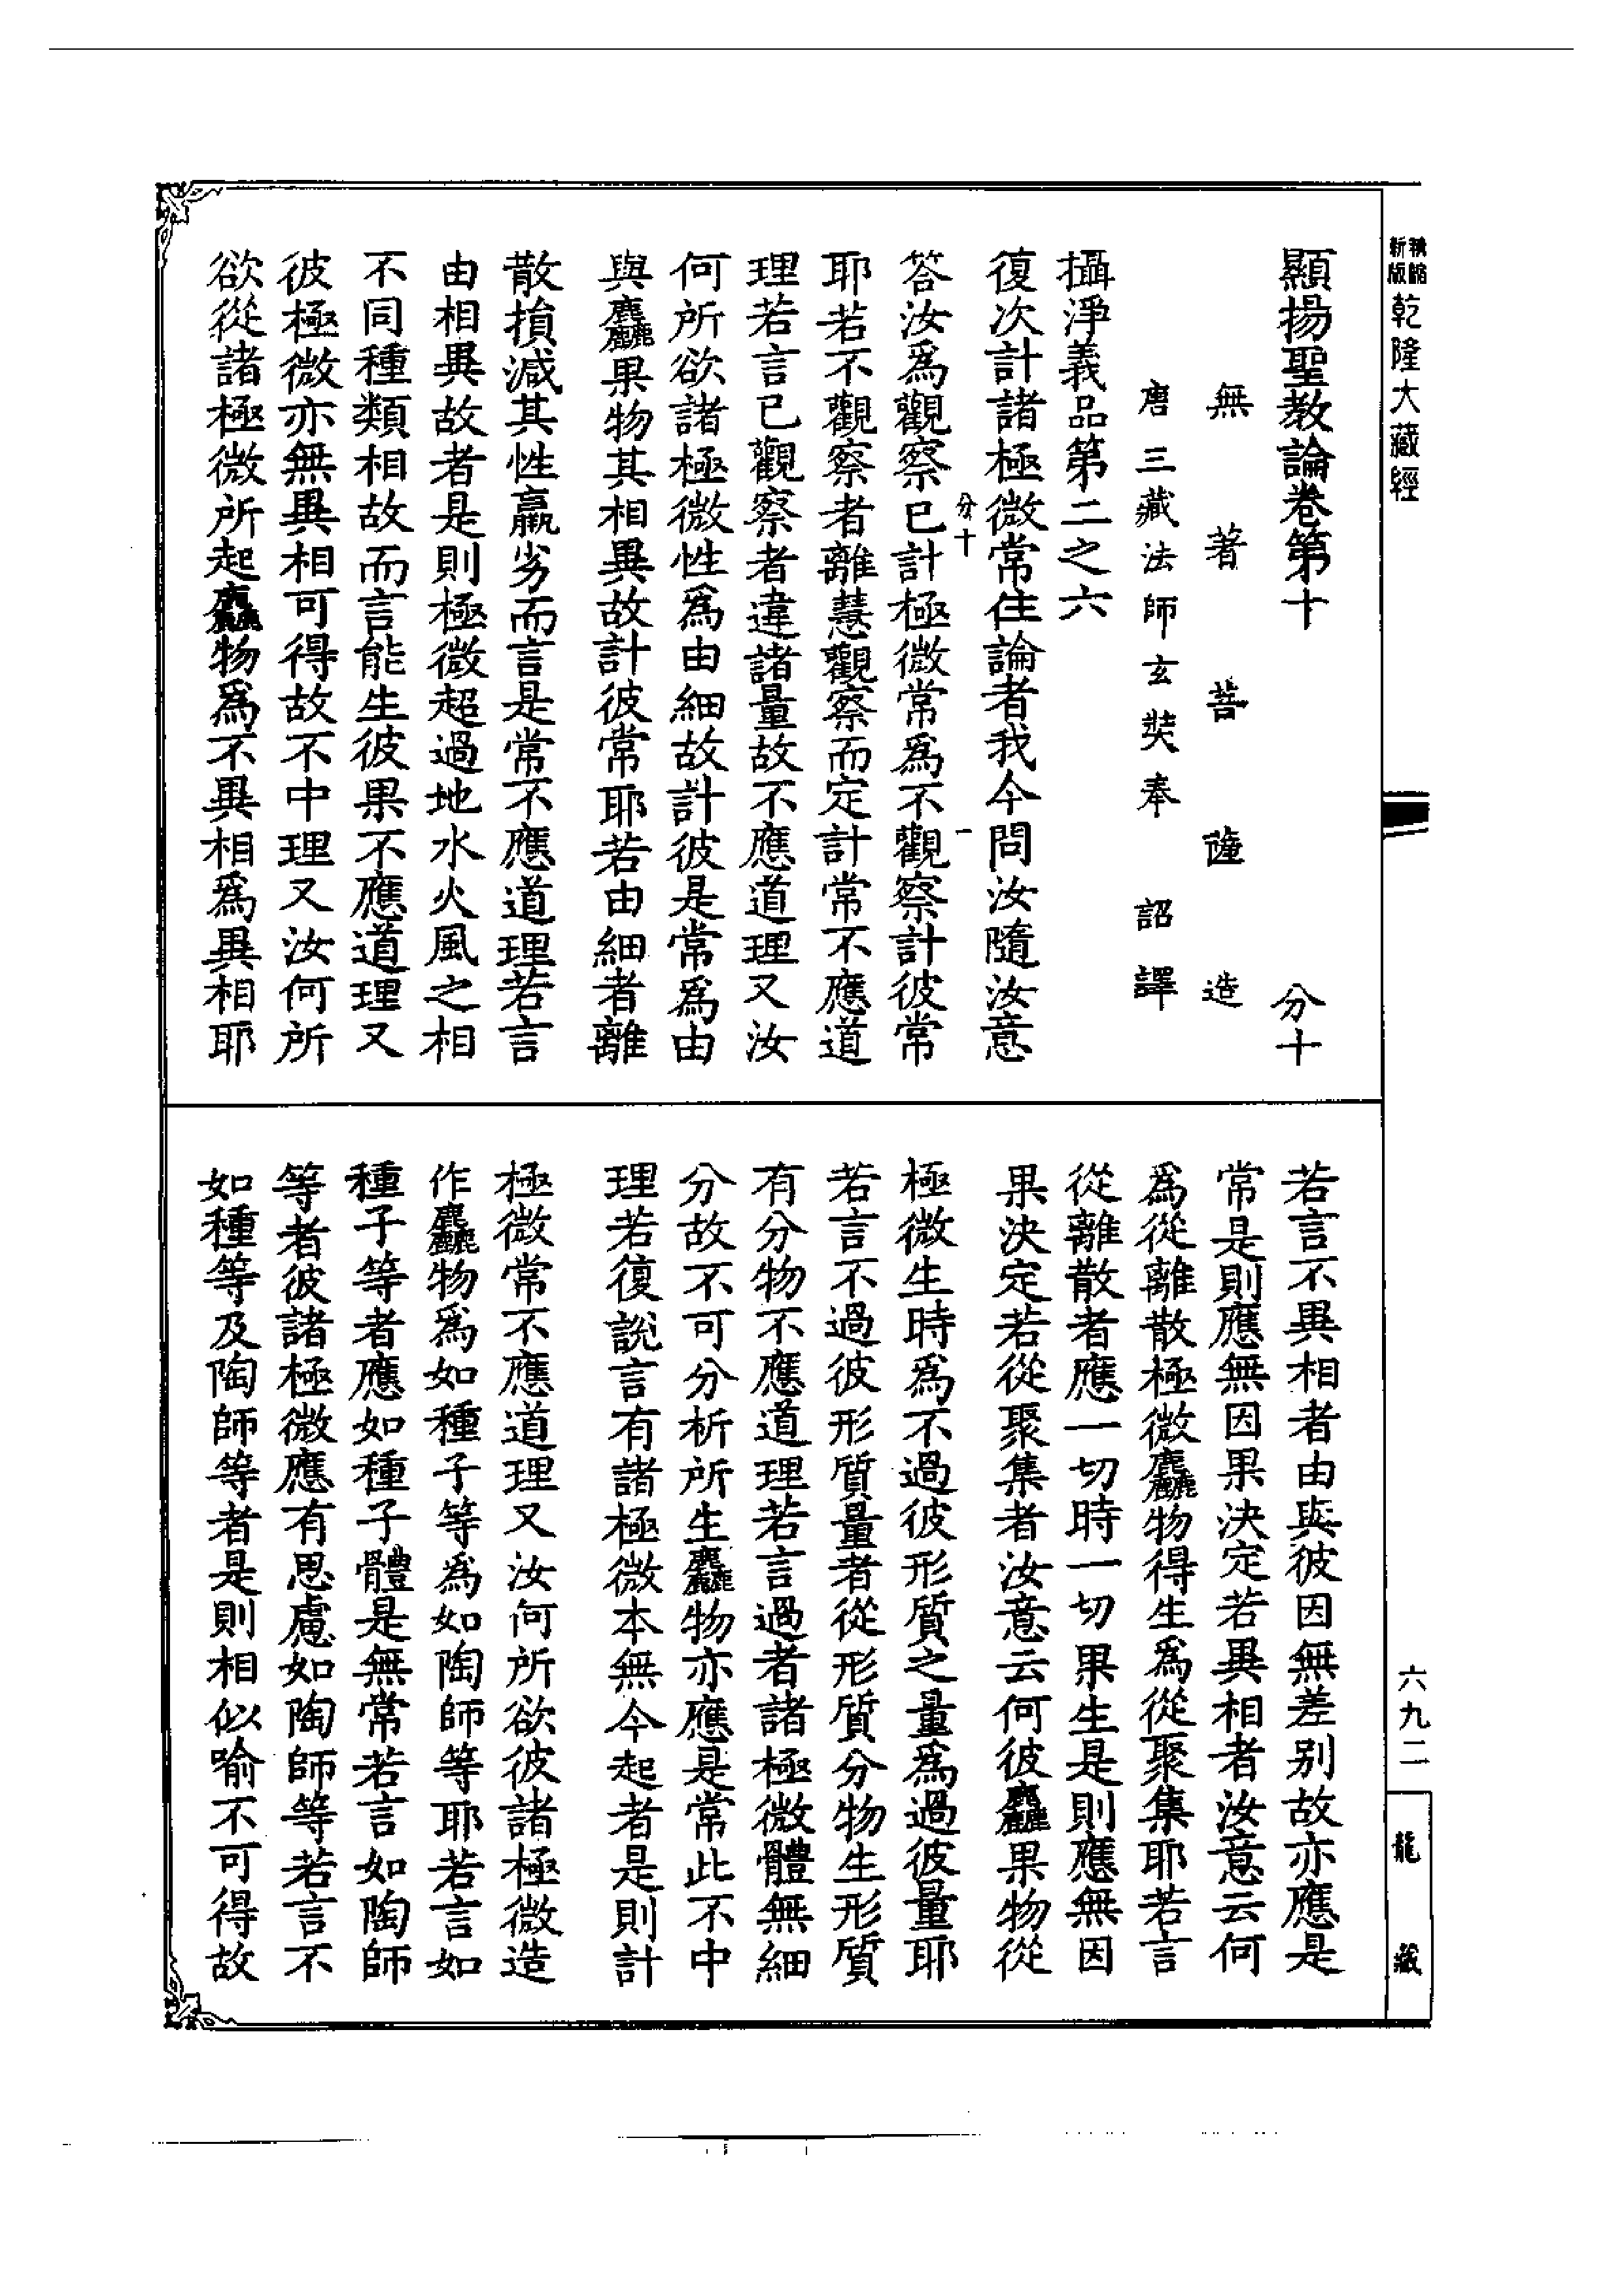 新版 精縮 乾隆大藏經
顯揚聖教論卷第十 分十
無著菩薩造
唐三藏法師玄奘奉 詔譯
攝淨義品第二之六
復次計諸極微常住論者我今問汝隨汝意
分十 一
答汝為觀察已計極微常為不觀察計彼常
耶若不觀察者離慧觀察而定計常不應道
理若言已觀察者違諸量故不應道理又汝
何所欲諸極微性為由細故計彼是常為由
與麤果物其相異故計彼常耶若由細者離
散損減其性羸劣而言是常不應道理若言
由相異故者是則極微超過地水火風之相
不同種類相故而言能生彼果不應道理又
彼極微亦無異相可得故不中理又汝何所
欲從諸極微所起麤物為不異相為異相耶
若言不異相者由與彼因無差別故亦應是
常是則應無因果決定若異相者汝意云何
為從離散極微麤物得生為從聚集耶若言
從離散者應一切時一切果生是則應無因
果決定若從聚集者汝意云何彼麤果物從
極微生時為不過彼形質之量為過彼量耶
若言不過彼形質量者從形質分物生形質
有分物不應道理若言過者諸極微體無細
分故不可分析所生麤物亦應是常此不中
理若復說言有諸極微本無今起者是則計
極微常不應道理又汝何所欲彼諸極微造
作麤物為如種子等為如陶師等耶若言如
種子等者應如種子體是無常若言如陶師
等者彼諸極微應有思慮如陶師等若言不
如種等及陶師等者是則相似喻不可得故
六九二
龍藏